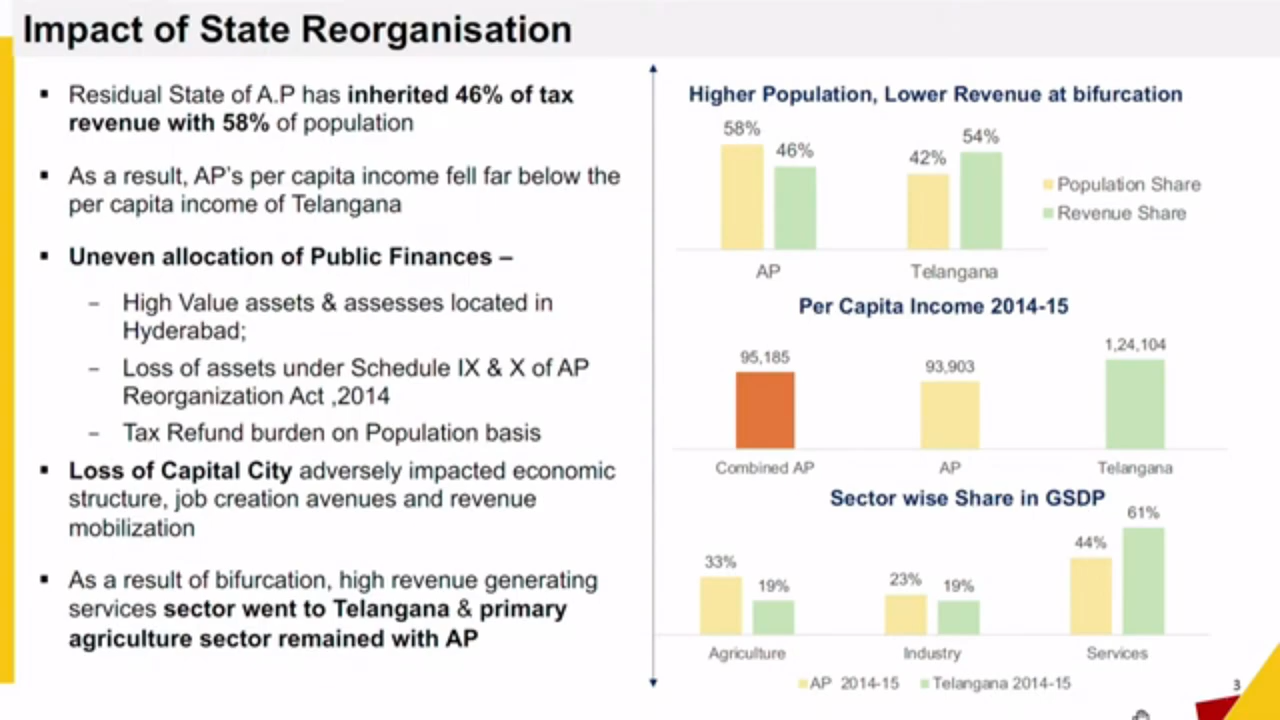 Impact of State Reorganisation
▪ Residual State of A.P has inherited 46% of tax
revenue with 58% of population
▪ As a result, AP's per capita income fell far below the
per capita income of Telangana
▪ Uneven allocation of Public Finances –
– High Value assets & assesses located in
Hyderabad;
– Loss of assets under Schedule IX & X of AP
Reorganization Act ,2014
– Tax Refund burden on Population basis
▪ Loss of Capital City adversely impacted economic
structure, job creation avenues and revenue
mobilization
▪ As a result of bifurcation, high revenue generating
services sector went to Telangana & primary
agriculture sector remained with AP
Higher Population, Lower Revenue at bifurcation
58% 46% 42% 54%
Population Share
Revenue Share
AP Telangana
Per Capita Income 2014-15
95,185 93,903 1,24,104
Combined AP AP Telangana
Sector wise Share in GSDP
33% 19% 23% 19% 44% 61%
Agriculture Industry Services
AP 2014-15 Telangana 2014-15
3